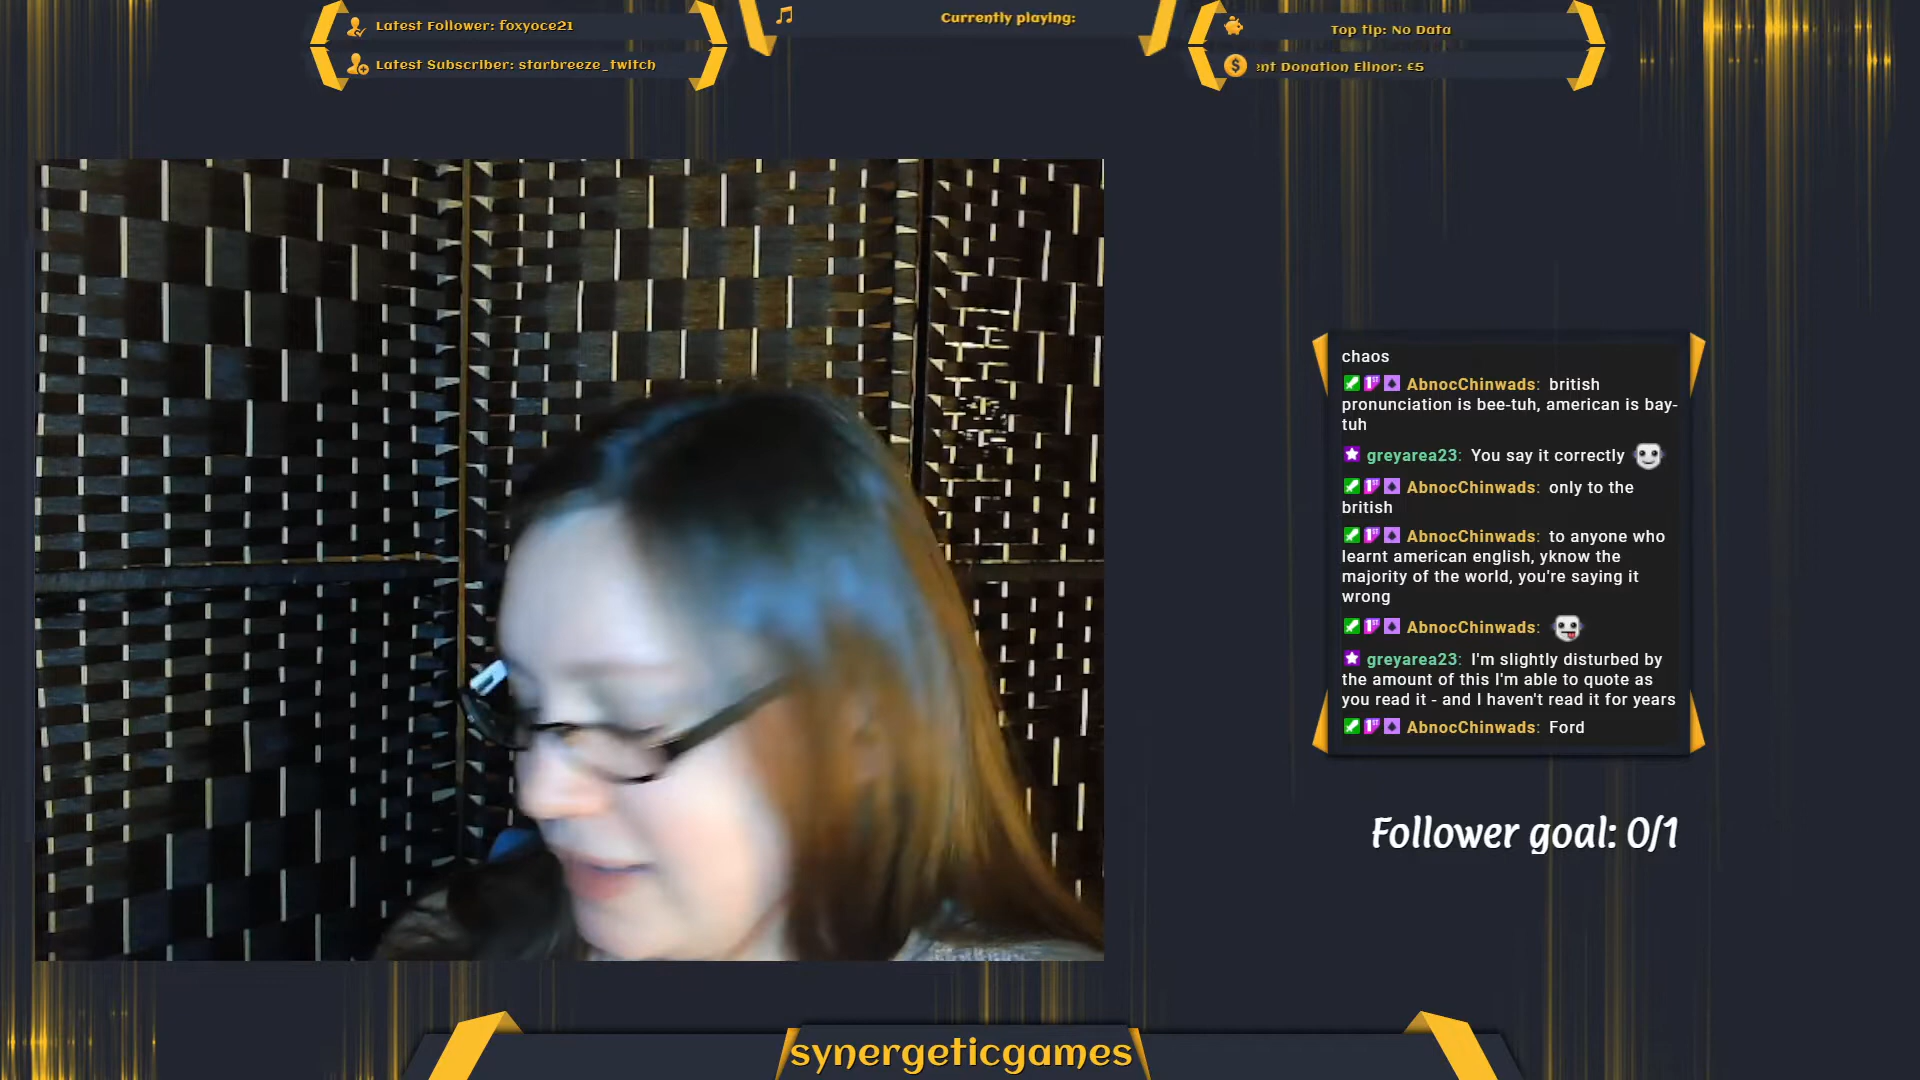 Latest Follower: foxyoce21
Latest Subscriber: starbreeze_twitch
Currently playing:
Top tip: No Data
nt Donation Elinor: £5
chaos
AbnocChinwads: british
pronunciation is bee-tuh, american is bay-
tuh
greyarea23: You say it correctly
AbnocChinwads: only to the
british
AbnocChinwads: to anyone who
learnt american english, yknow the
majority of the world, you're saying it
wrong
AbnocChinwads:
greyarea23: I'm slightly disturbed by
the amount of this I'm able to quote as
you read it - and I haven't read it for years
AbnocChinwads: Ford
Follower goal: 0/1
synergeticgames